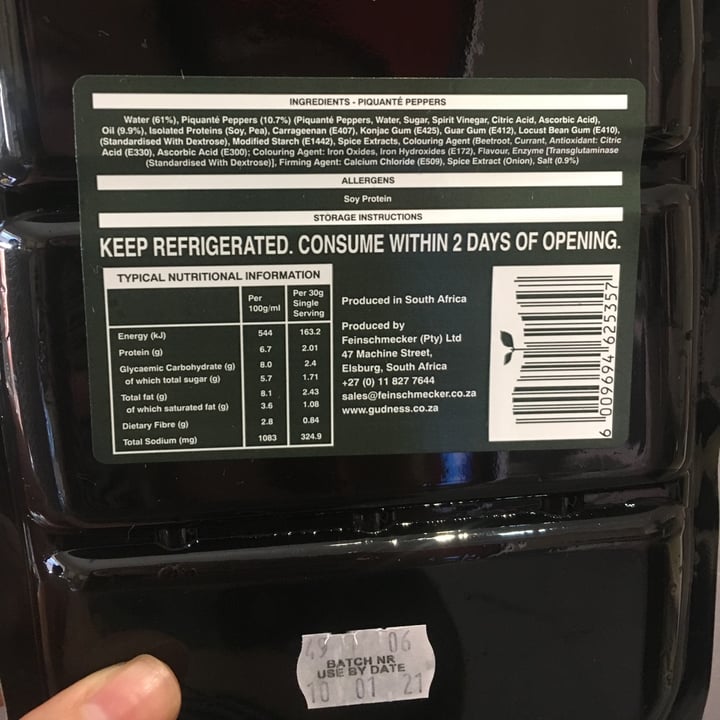 INGREDIENTS - PIQUANTÉ PEPPERS
Water (61%), Piquanté Peppers (10.7%) (Piquanté Peppers, Water, Sugar, Spirit Vinegar, Citric Acid, Ascorbic Acid),
Oil (9.9%), Isolated Proteins (Soy, Pea), Carrageenan (E407), Konjac Gum (E425), Guar Gum (E412), Locust Bean Gum (E410),
(Standardised With Dextrose), Modified Starch (E1442), Spice Extracts, Colouring Agent (Beetroot, Currant, Antioxidant: Citric
Acid (E330), Ascorbic Acid (E300); Colouring Agent: Iron Oxides, Iron Hydroxides (E172), Flavour, Enzyme [Transglutaminase
(Standardised With Dextrose)], Firming Agent: Calcium Chloride (E509), Spice Extract (Onion), Salt (0.9%)
ALLERGENS
Soy Protein
STORAGE INSTRUCTIONS
KEEP REFRIGERATED. CONSUME WITHIN 2 DAYS OF OPENING.
TYPICAL NUTRITIONAL INFORMATION
Per 100g/ml Per 30g Single Serving
Energy (kJ) 544 163.2
Protein (g) 6.7 2.01
Glycaemic Carbohydrate (g) 8.0 2.4
of which total sugar (g) 5.7 1.71
Total fat (g) 8.1 2.43
of which saturated fat (g) 3.6 1.08
Dietary Fibre (g) 2.8 0.84
Total Sodium (mg) 1083 324.9
Produced in South Africa
Produced by
Feinschmecker (Pty) Ltd
47 Machine Street,
Elsburg, South Africa
+27 (0) 11 827 7644
sales@feinschmecker.co.za
www.gudness.co.za
6 009694 625357
49 06
BATCH NR
USE BY DATE
10 01 21